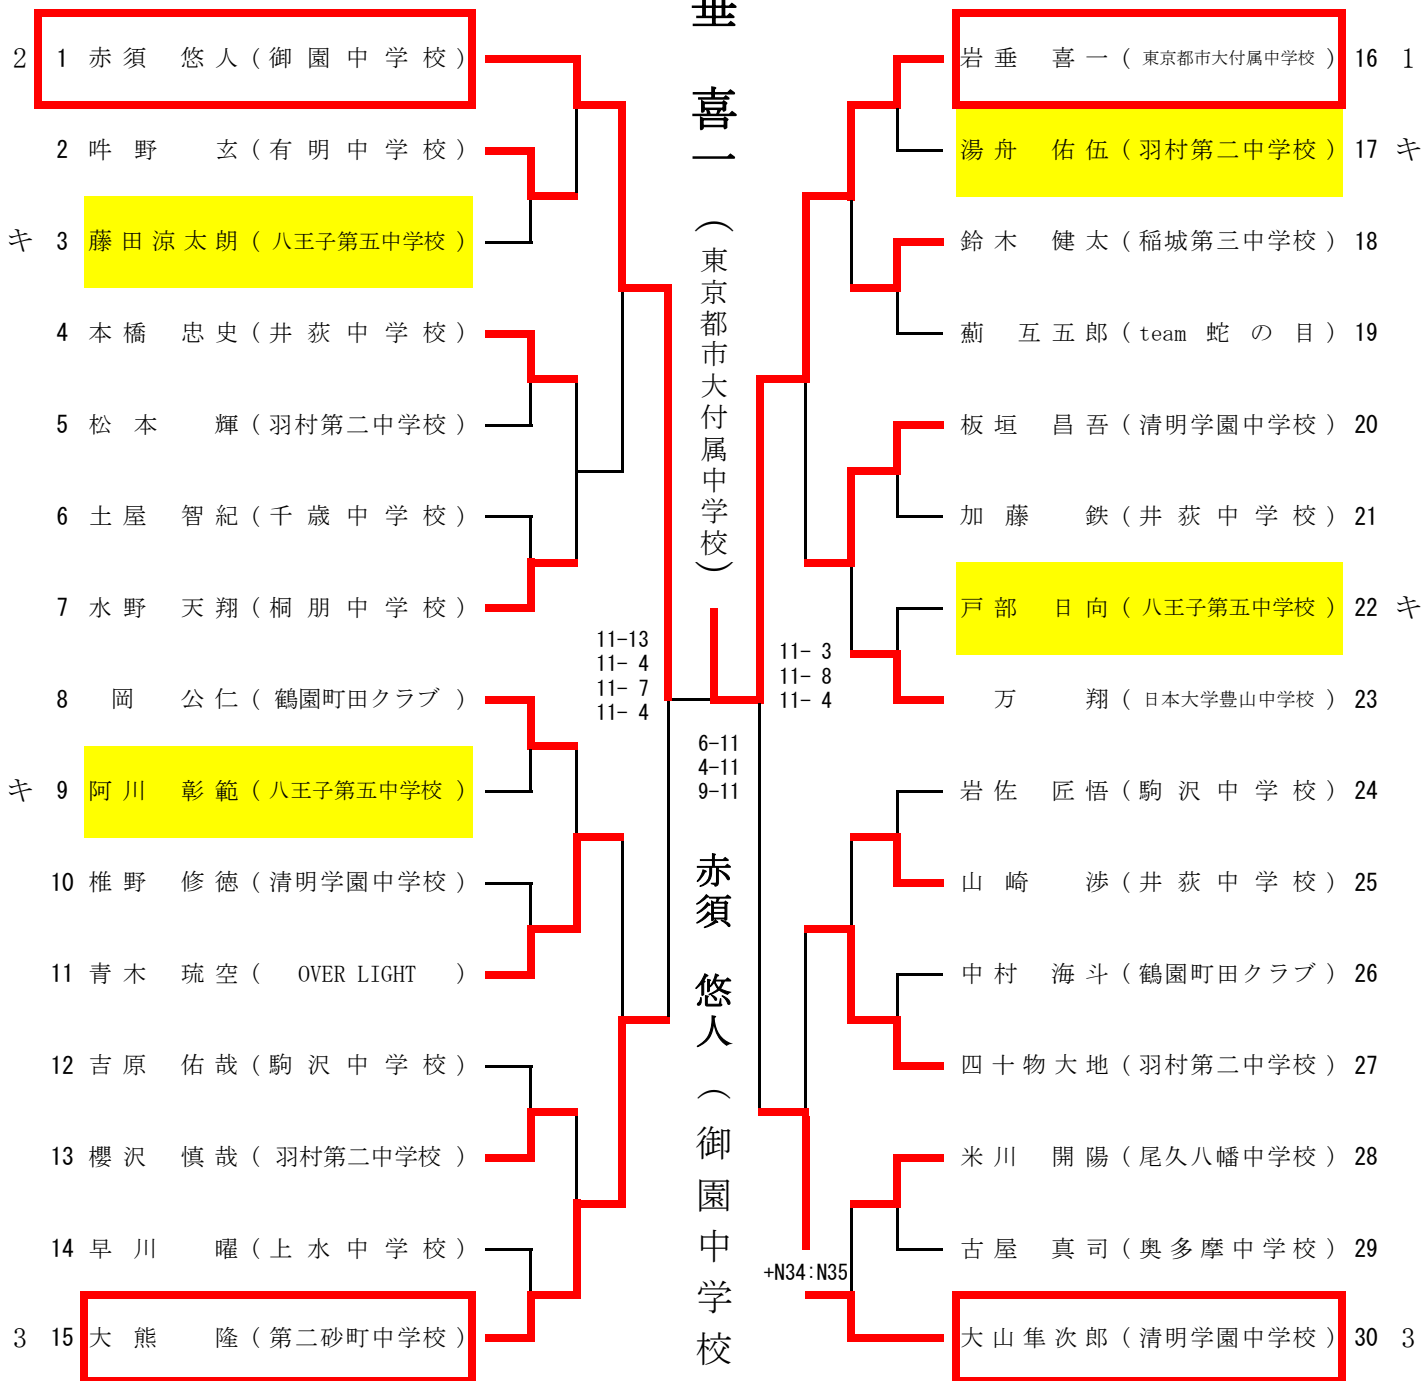 2 1 赤須 悠人 (御園中学校)
2 吽野 玄 (有明中学校)
キ 3 藤田涼太朗 (八王子第五中学校)
4 本橋 忠史 (井荻中学校)
5 松本 輝 (羽村第二中学校)
6 土屋 智紀 (千歳中学校)
7 水野 天翔 (桐朋中学校)
8 岡 公仁 (鶴園町田クラブ)
キ 9 阿川 彰範 (八王子第五中学校)
10 椎野 修徳 (清明学園中学校)
11 青木 琉空 (OVER LIGHT)
12 吉原 佑哉 (駒沢中学校)
13 櫻沢 慎哉 (羽村第二中学校)
14 早川 曜 (上水中学校)
3 15 大熊 隆 (第二砂町中学校)
11-13
11- 4
11- 7
11- 4
垂 喜一 (東京都市大付属中学校)
6-11
4-11
9-11
赤須 悠人 (御園中学校
11- 3
11- 8
11- 4
+N34:N35
岩垂 喜一 (東京都市大付属中学校) 16 1
湯舟 佑伍 (羽村第二中学校) 17 キ
鈴木 健太 (稲城第三中学校) 18
薊 互五郎 (team 蛇の目) 19
板垣 昌吾 (清明学園中学校) 20
加藤 鉄 (井荻中学校) 21
戸部 日向 (八王子第五中学校) 22 キ
万 翔 (日本大学豊山中学校) 23
岩佐 匠悟 (駒沢中学校) 24
山崎 渉 (井荻中学校) 25
中村 海斗 (鶴園町田クラブ) 26
四十物大地 (羽村第二中学校) 27
米川 開陽 (尾久八幡中学校) 28
古屋 真司 (奥多摩中学校) 29
大山隼次郎 (清明学園中学校) 30 3